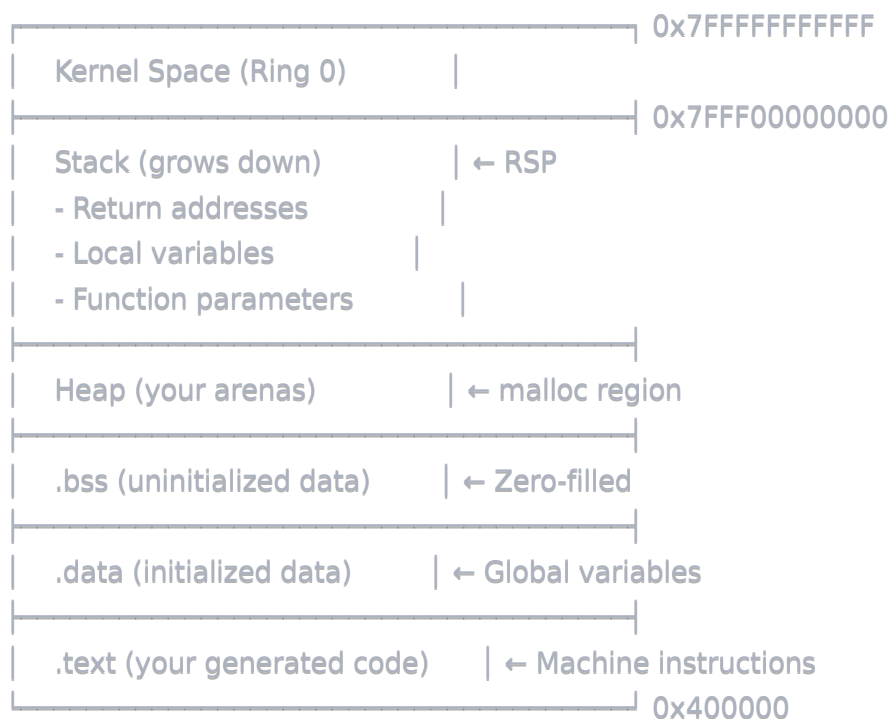 ┌─────────────────────────────────────┐ 0x7FFFFFFFFFFF
│ Kernel Space (Ring 0) │
├─────────────────────────────────────┤ 0x7FFF00000000
│ Stack (grows down) │ ← RSP
│ - Return addresses │
│ - Local variables │
│ - Function parameters │
├─────────────────────────────────────┤
│ Heap (your arenas) │ ← malloc region
├─────────────────────────────────────┤
│ .bss (uninitialized data) │ ← Zero-filled
├─────────────────────────────────────┤
│ .data (initialized data) │ ← Global variables
├─────────────────────────────────────┤
│ .text (your generated code) │ ← Machine instructions
└─────────────────────────────────────┘ 0x400000